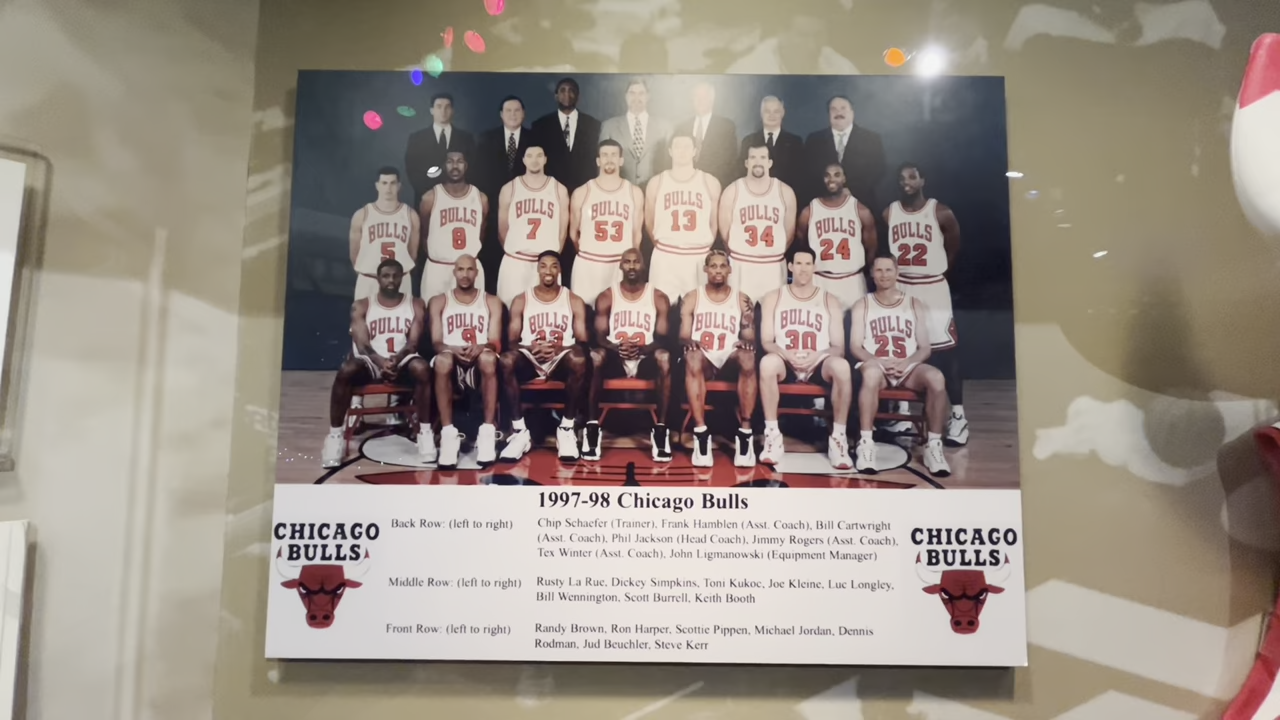 BULLS 5
BULLS 8
BULLS 7
BULLS 53
BULLS 13
BULLS 34
BULLS 24
BULLS 22
BULLS 1
BULLS 9
BULLS
BULLS
BULLS 91
BULLS 30
BULLS 25
1997-98 Chicago Bulls
CHICAGO
BULLS
Back Row: (left to right) Chip Schaefer (Trainer), Frank Hamblen (Asst. Coach), Bill Cartwright
(Asst. Coach), Phil Jackson (Head Coach), Jimmy Rogers (Asst. Coach),
Tex Winter (Asst. Coach), John Ligmanowski (Equipment Manager)
CHICAGO
BULLS
Middle Row: (left to right) Rusty La Rue, Dickey Simpkins, Toni Kukoc, Joe Kleine, Luc Longley,
Bill Wennington, Scott Burrell, Keith Booth
Front Row: (left to right) Randy Brown, Ron Harper, Scottie Pippen, Michael Jordan, Dennis
Rodman, Jud Beuchler, Steve Kerr